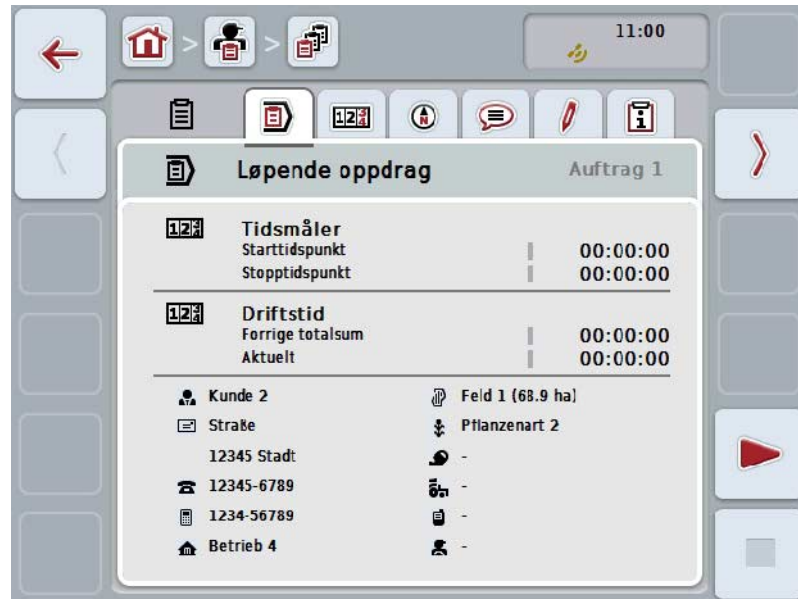 11:00
Løpende oppdrag Auftrag 1
Tidsmåler
Starttidspunkt 00:00:00
Stopptidspunkt 00:00:00
Driftstid
Forrige totalsum 00:00:00
Aktuelt 00:00:00
Kunde 2 Feld 1 (68.9 ha)
Straße Pflanzenart 2
12345 Stadt -
12345-6789 -
1234-56789 -
Betrieb 4 -